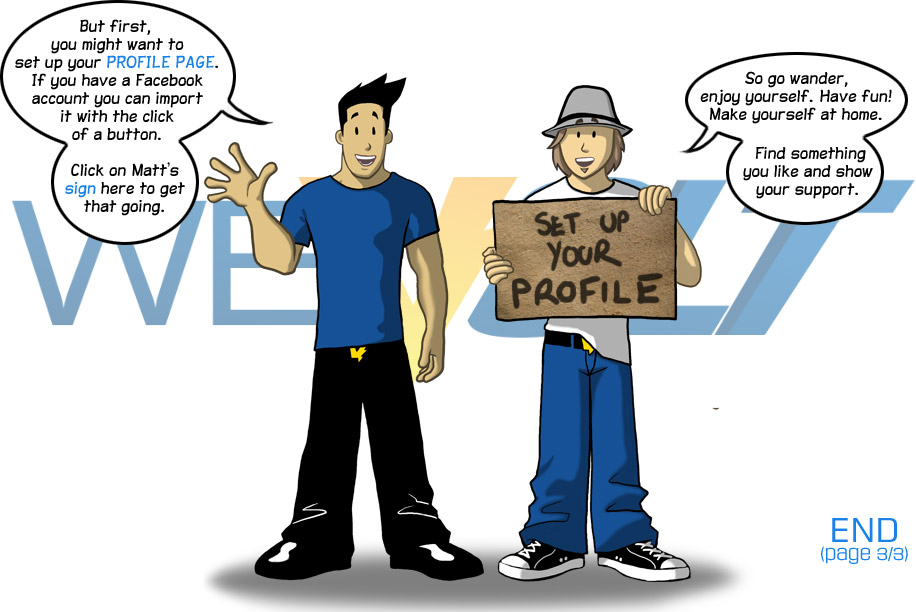 But first,
you might want to
set up your PROFILE PAGE.
If you have a Facebook
account you can import
it with the click
of a button.
Click on Matt's
sign here to get
that going.
So go wander,
enjoy yourself. Have fun!
Make yourself at home.
Find something
you like and show
your support.
WEVOLT
SET UP
YOUR
PROFILE
END
(page 3/3)